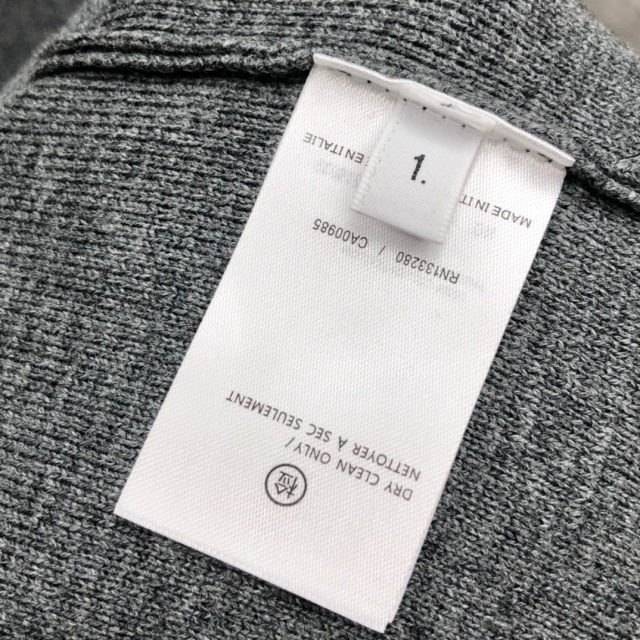 1.
MADE IN IT
EN ITALIE
RN133280 / CA00985
DRY CLEAN ONLY/
NETTOYER À SEC SEULEMENT